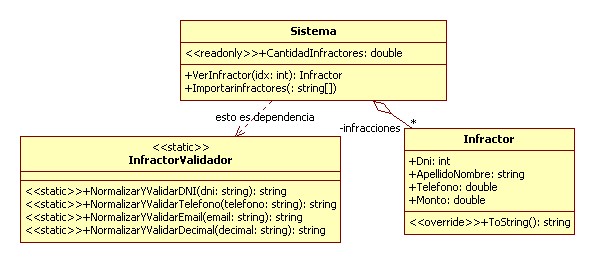 Sistema
<<readonly>>+CantidadInfractores: double
+VerInfractor(idx: int): Infractor
+Importarinfractores(: string[])
esto es dependencia
-infracciones
*
<<static>>
InfractorValidador
<<static>>+NormalizarYValidarDNI(dni: string): string
<<static>>+NormalizarYValidarTelefono(telefono: string): string
<<static>>+NormalizarYValidarEmail(email: string): string
<<static>>+NormalizarYValidarDecimal(decimal: string): string
Infractor
+Dni: int
+ApellidoNombre: string
+Telefono: double
+Monto: double
<<override>>+ToString(): string